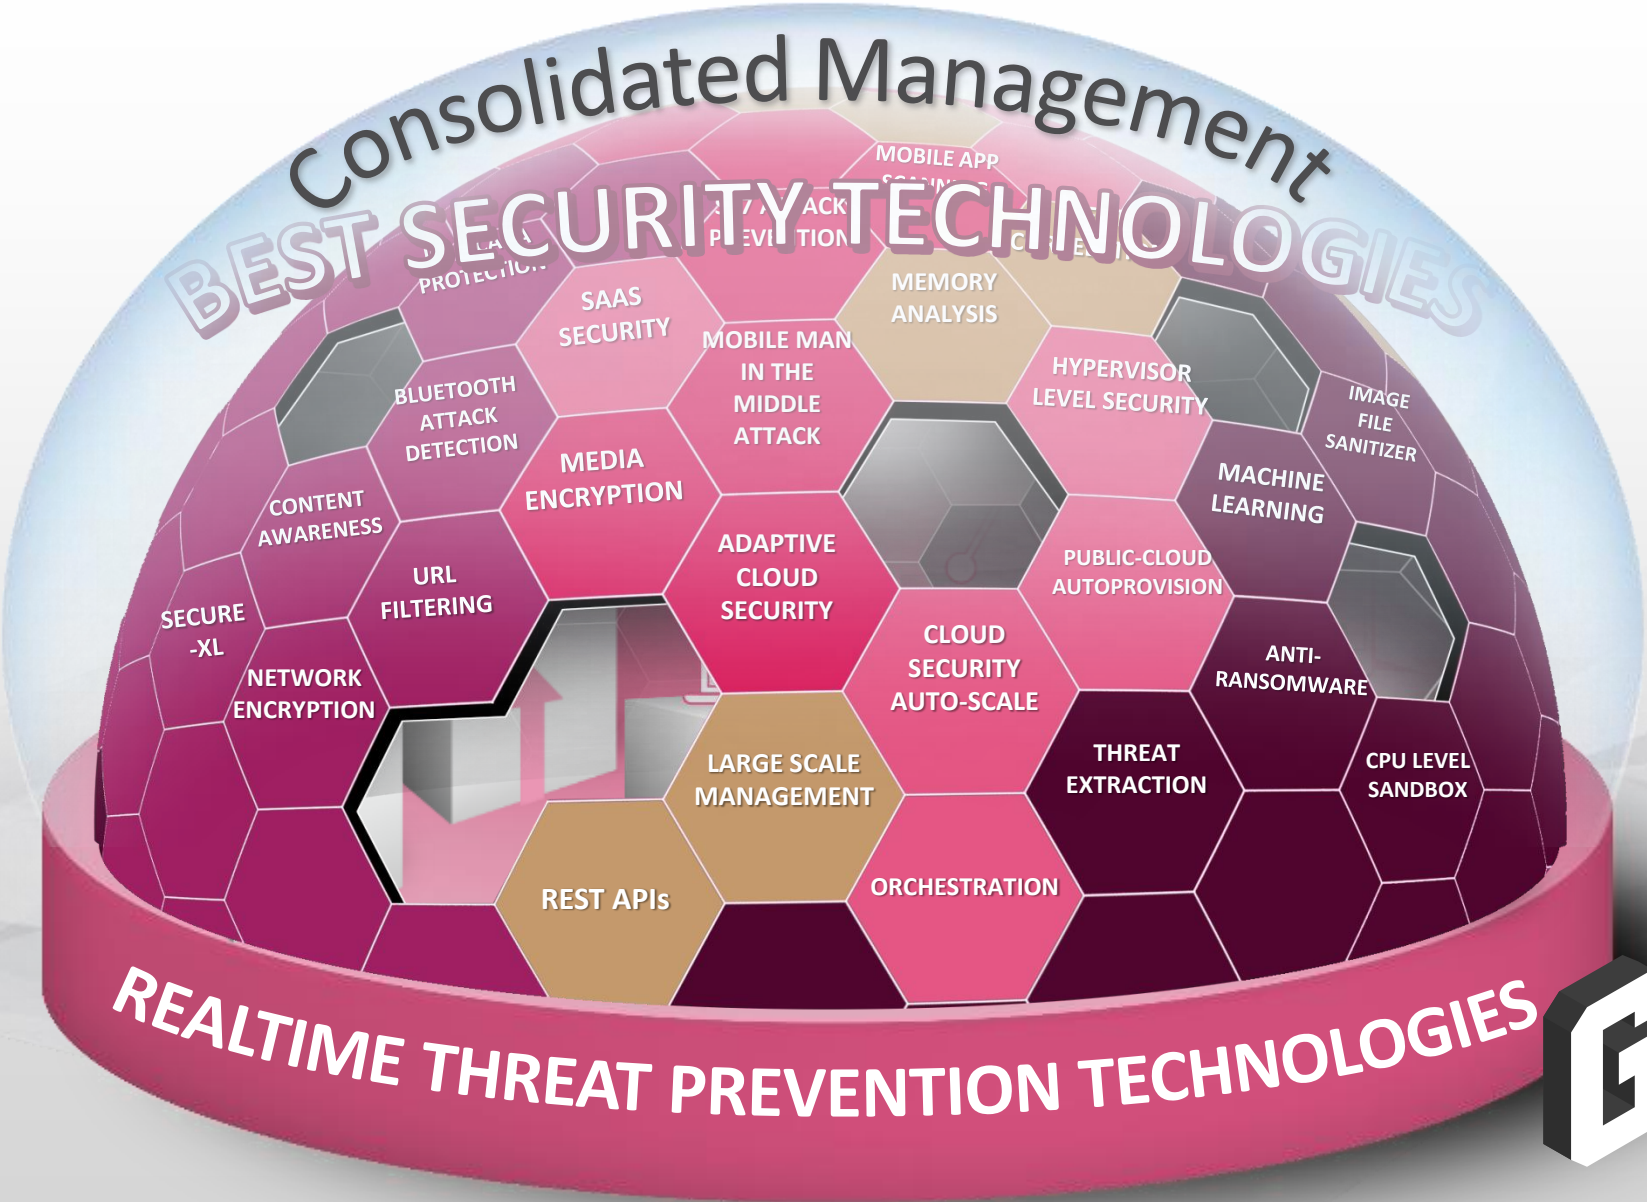 Consolidated Management
BEST SECURITY TECHNOLOGIES
MOBILE APP
PREVENTION
PROTECTION
SAAS
SECURITY
MEMORY
ANALYSIS
MOBILE MAN
IN THE
MIDDLE
ATTACK
HYPERVISOR
LEVEL SECURITY
BLUETOOTH
ATTACK
DETECTION
IMAGE
FILE
SANITIZER
MEDIA
ENCRYPTION
MACHINE
LEARNING
CONTENT
AWARENESS
ADAPTIVE
CLOUD
SECURITY
PUBLIC-CLOUD
AUTOPROVISION
URL
FILTERING
SECURE
-XL
CLOUD
SECURITY
AUTO-SCALE
ANTI-
RANSOMWARE
NETWORK
ENCRYPTION
LARGE SCALE
MANAGEMENT
THREAT
EXTRACTION
CPU LEVEL
SANDBOX
REST APIs
ORCHESTRATION
REALTIME THREAT PREVENTION TECHNOLOGIES
G